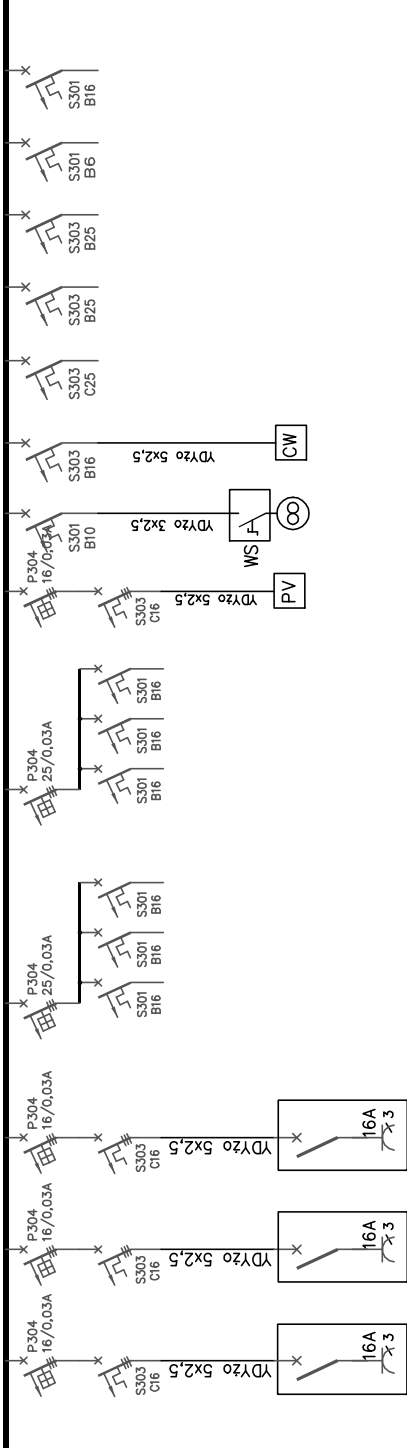 S301
B16
S301
B6
S303
B25
S303
B25
S303
C25
S303
B16
YDYżo 5x2,5
CW
S301
B10
YDYżo 3x2,5
WS
P304
16/0,03A
S303
C16
YDYżo 5x2,5
PV
P304
25/0,03A
S301
B16
S301
B16
S301
B16
P304
25/0,03A
S301
B16
S301
B16
S301
B16
P304
16/0,03A
S303
C16
YDYżo 5x2,5
16A
3
P304
16/0,03A
S303
C16
YDYżo 5x2,5
16A
3
P304
16/0,03A
S303
C16
YDYżo 5x2,5
16A
3